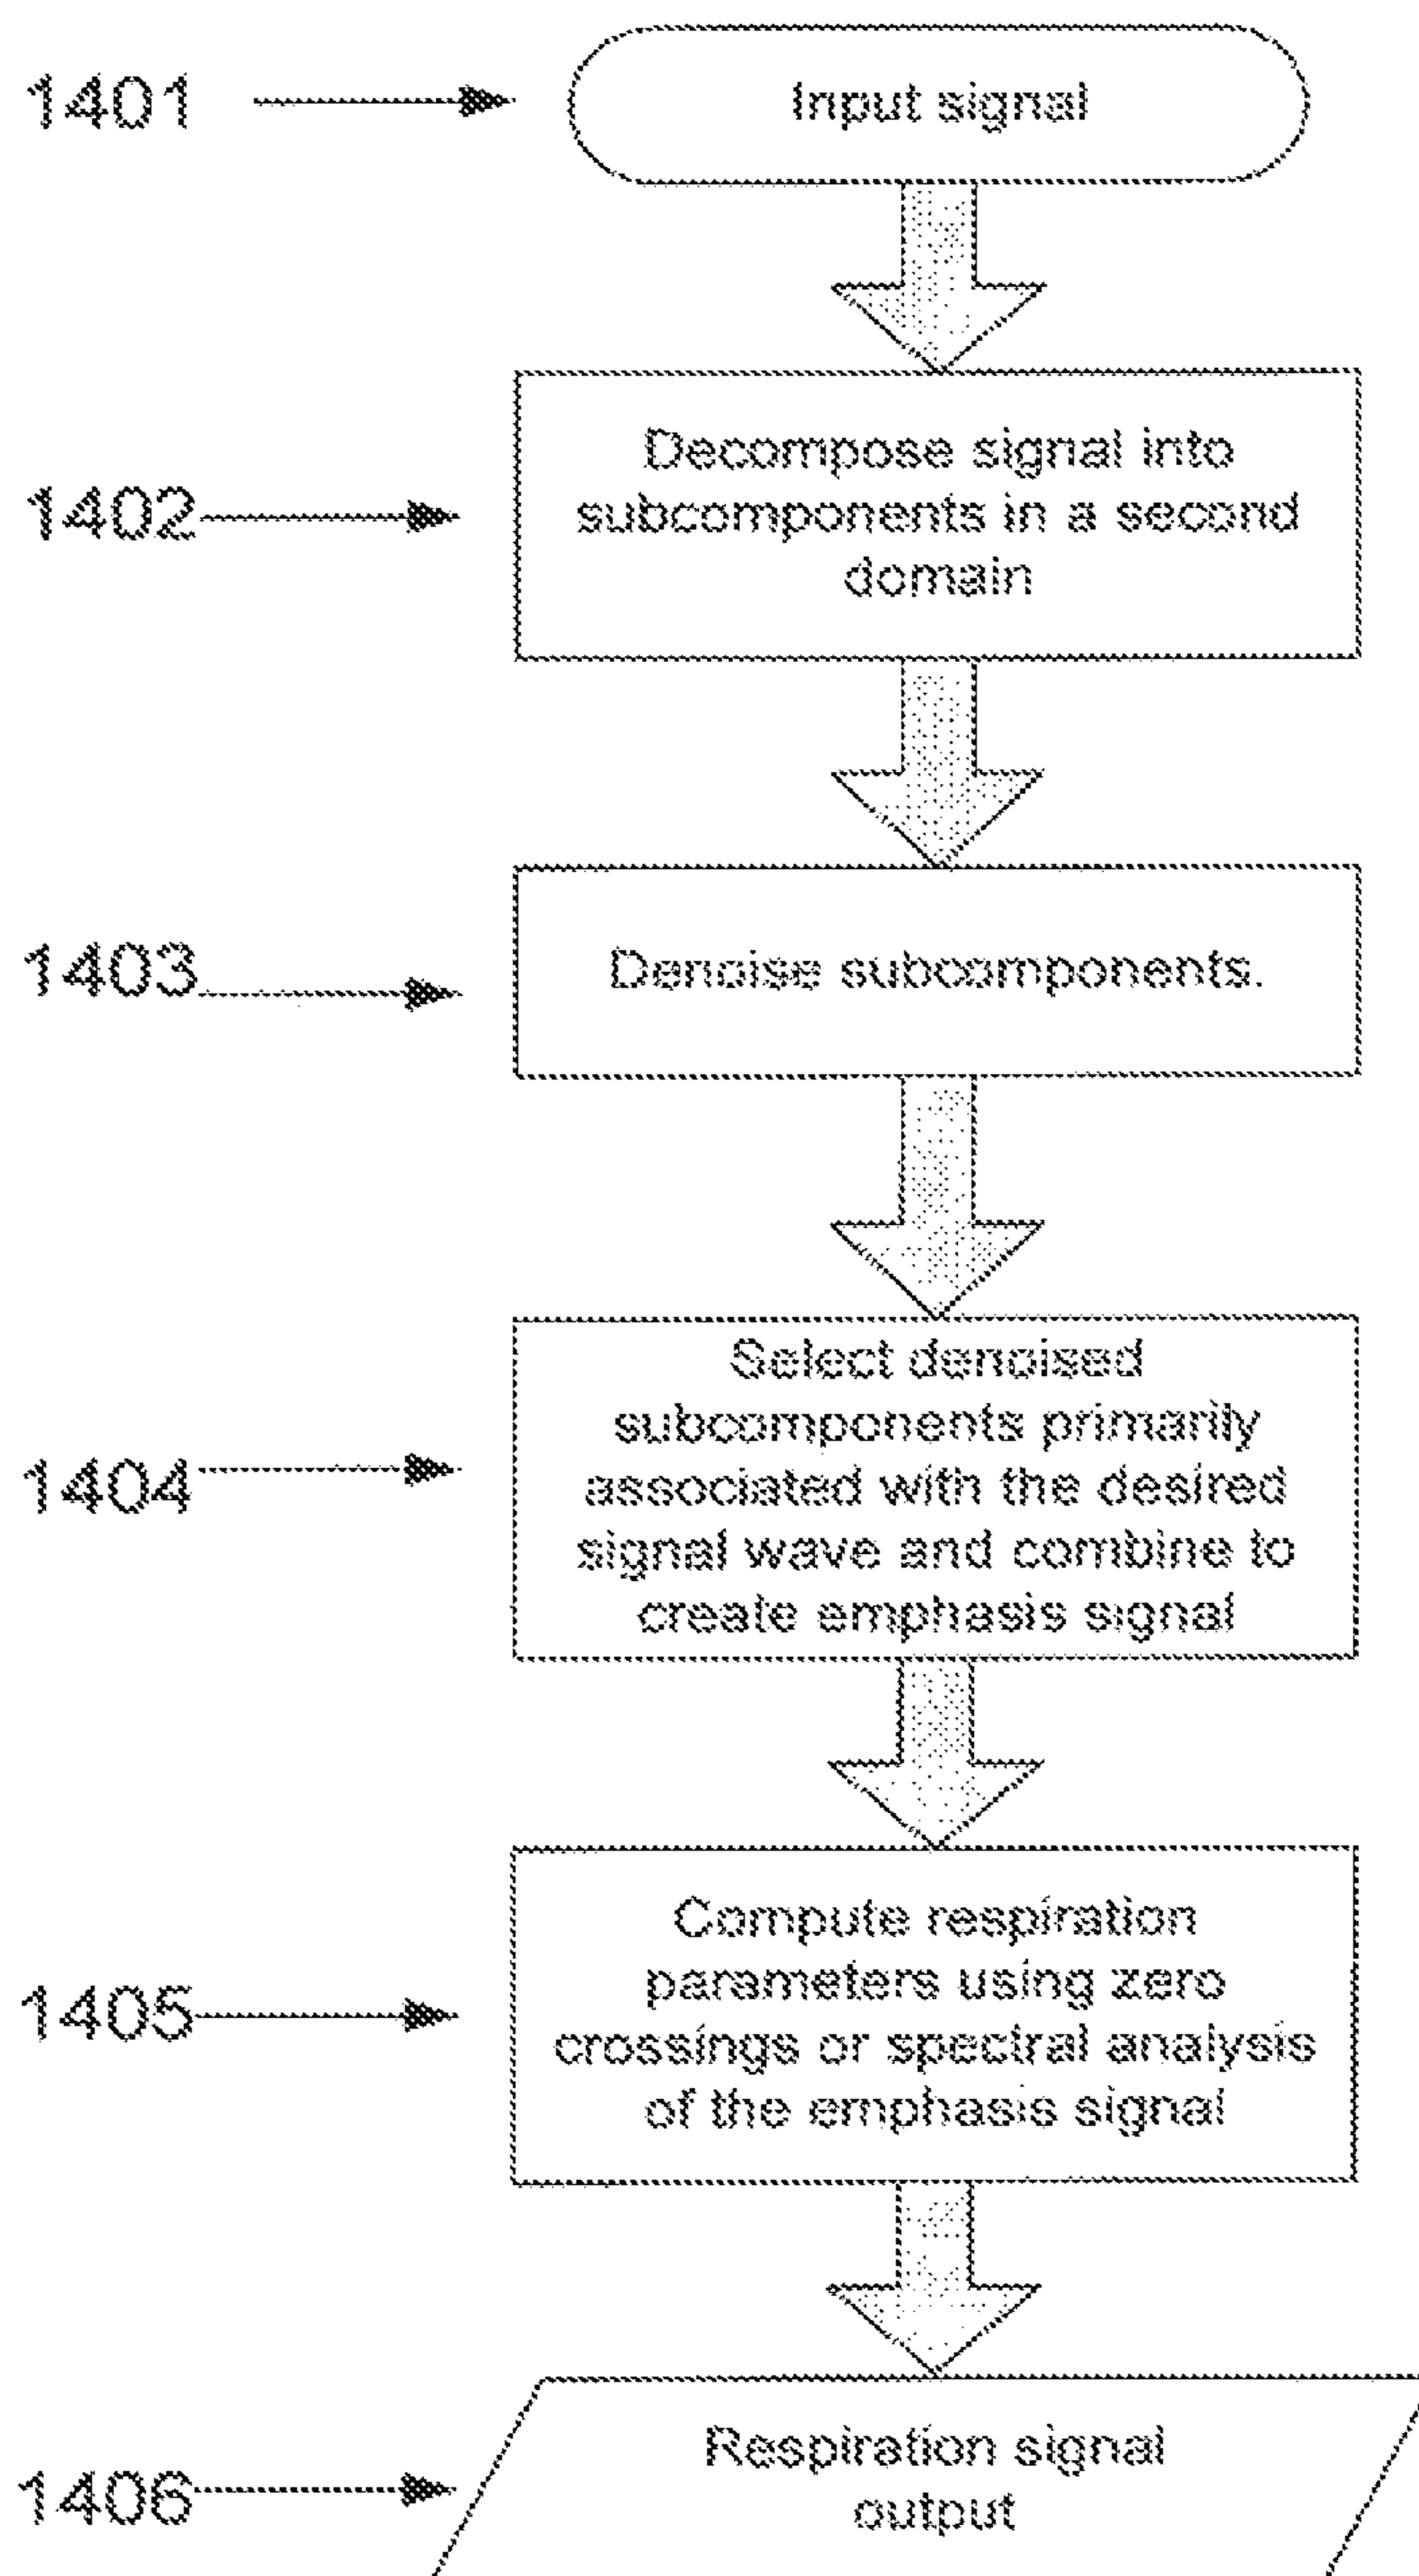 1401
Input signal
1402
Decompose signal into
subcomponents in a second
domain
1403
Denoise subcomponents.
1404
Select denoised
subcomponents primarily
associated with the desired
signal wave and combine to
create emphasis signal
1405
Compute respiration
parameters using zero
crossings or spectral analysis
of the emphasis signal
1406
Respiration signal
output